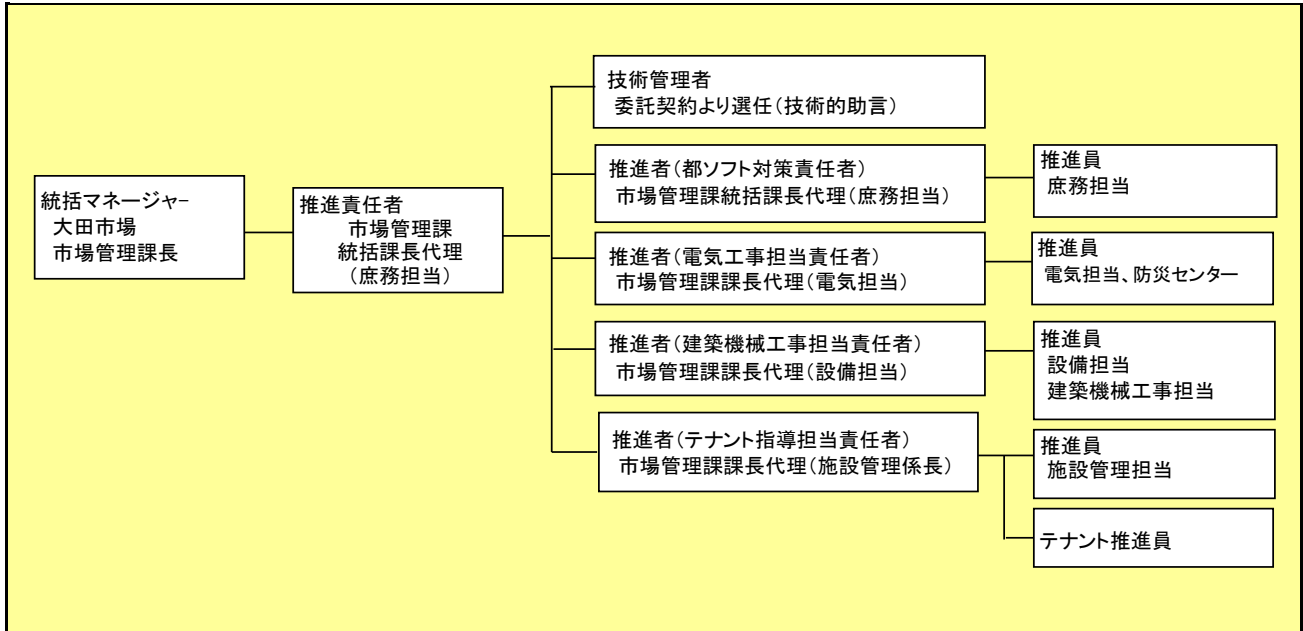 統括マネージャー
大田市場
市場管理課長
推進責任者
市場管理課
統括課長代理
(庶務担当)
技術管理者
委託契約より選任(技術的助言)
推進者(都ソフト対策責任者)
市場管理課統括課長代理(庶務担当)
推進員
庶務担当
推進者(電気工事担当責任者)
市場管理課課長代理(電気担当)
推進員
電気担当、防災センター
推進者(建築機械工事担当責任者)
市場管理課課長代理(設備担当)
推進員
設備担当
建築機械工事担当
推進者(テナント指導担当責任者)
市場管理課課長代理(施設管理係長)
推進員
施設管理担当
テナント推進員